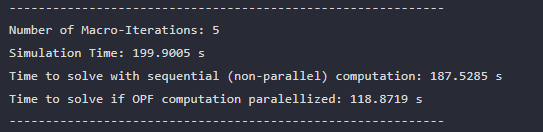 ------------------------------------------------------------
Number of Macro-Iterations: 5
Simulation Time: 199.9005 s
Time to solve with sequential (non-parallel) computation: 187.5285 s
Time to solve if OPF computation paralellized: 118.8719 s
------------------------------------------------------------